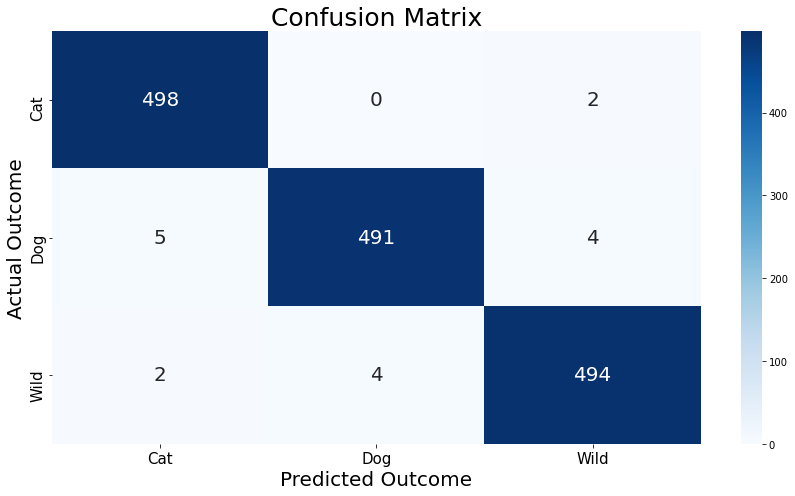 Confusion Matrix
Actual Outcome
Cat
498 0 2
Dog
5 491 4
Wild
2 4 494
Cat Dog Wild
Predicted Outcome
400
300
200
100
0